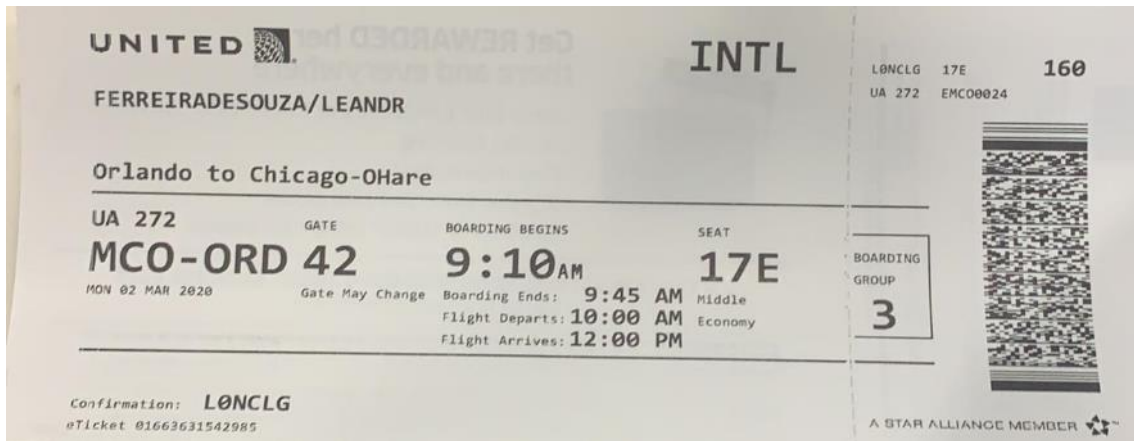 UNITED
INTL
LØNCLG 17E 160
UA 272 EMCO0024
FERREIRADESOUZA/LEANDR
Orlando to Chicago-OHare
UA 272
GATE
BOARDING BEGINS
SEAT
MCO-ORD 42 9:10AM 17E
MON 02 MAR 2020
Gate May Change
Boarding Ends: 9:45 AM
Middle
Flight Departs: 10:00 AM
Economy
Flight Arrives: 12:00 PM
BOARDING
GROUP
3
Confirmation: LØNCLG
eTicket 01663631542985
A STAR ALLIANCE MEMBER